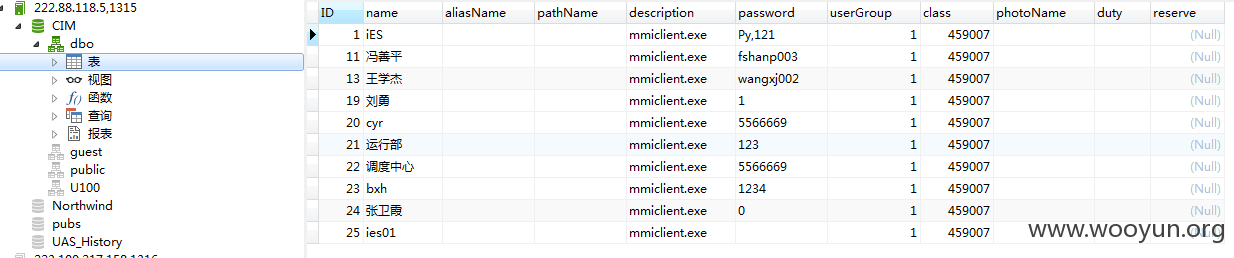 222.88.118.5,1315
CIM
dbo
表
视图
函数
查询
报表
guest
public
U100
Northwind
pubs
UAS_History
ID name aliasName pathName description password userGroup class photoName duty reserve
1 iES mmiclient.exe Py,121 1 459007 (Null)
11 冯善平 mmiclient.exe fshanp003 1 459007 (Null)
13 王学杰 mmiclient.exe wangxj002 1 459007 (Null)
19 刘勇 mmiclient.exe 1 1 459007 (Null)
20 cyr mmiclient.exe 5566669 1 459007 (Null)
21 运行部 mmiclient.exe 123 1 459007 (Null)
22 调度中心 mmiclient.exe 5566669 1 459007 (Null)
23 bxh mmiclient.exe 1234 1 459007 (Null)
24 张卫霞 mmiclient.exe 0 1 459007 (Null)
25 ies01 mmiclient.exe 1 459007 (Null)
www.wooyun.org